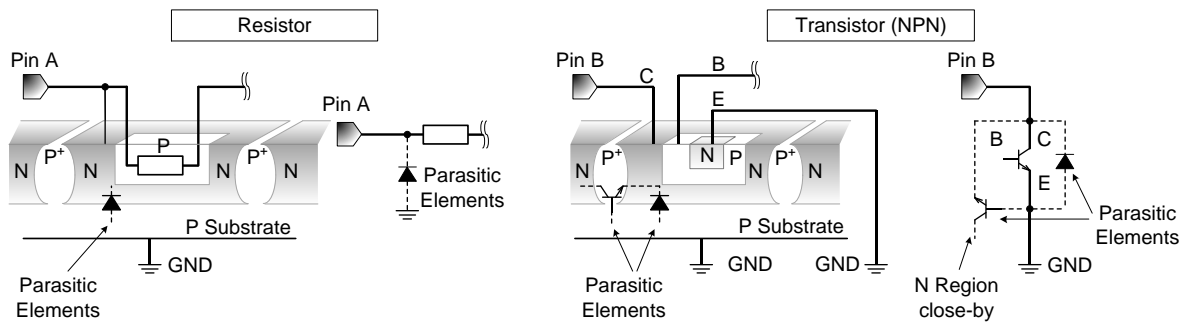 Resistor
Transistor (NPN)
Pin A
Pin B
B
Pin B
C
E
Pin A
P
N
P+
N
P+
N
N
P+
N
N
P
P+
N
N
B
C
E
Parasitic
Elements
P Substrate
P Substrate
GND
GND
GND
GND
Parasitic
Elements
Parasitic
Elements
Parasitic
Elements
N Region
close-by